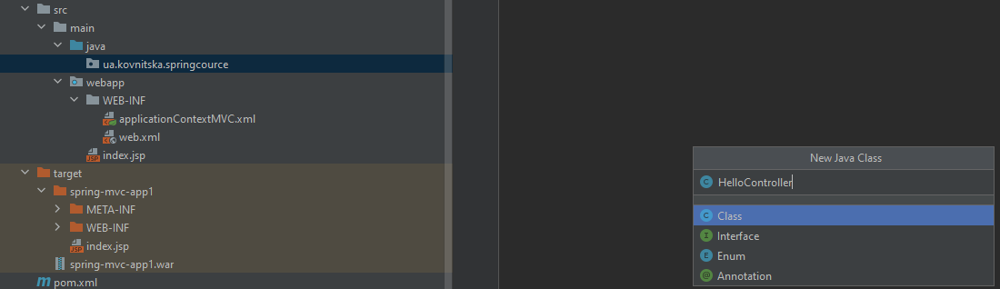 src
main
java
ua.kovnitska.springcource
webapp
WEB-INF
applicationContextMVC.xml
web.xml
JSP index.jsp
target
spring-mvc-app1
META-INF
WEB-INF
JSP index.jsp
spring-mvc-app1.war
m pom.xml
New Java Class
C HelloController
C Class
I Interface
E Enum
@ Annotation